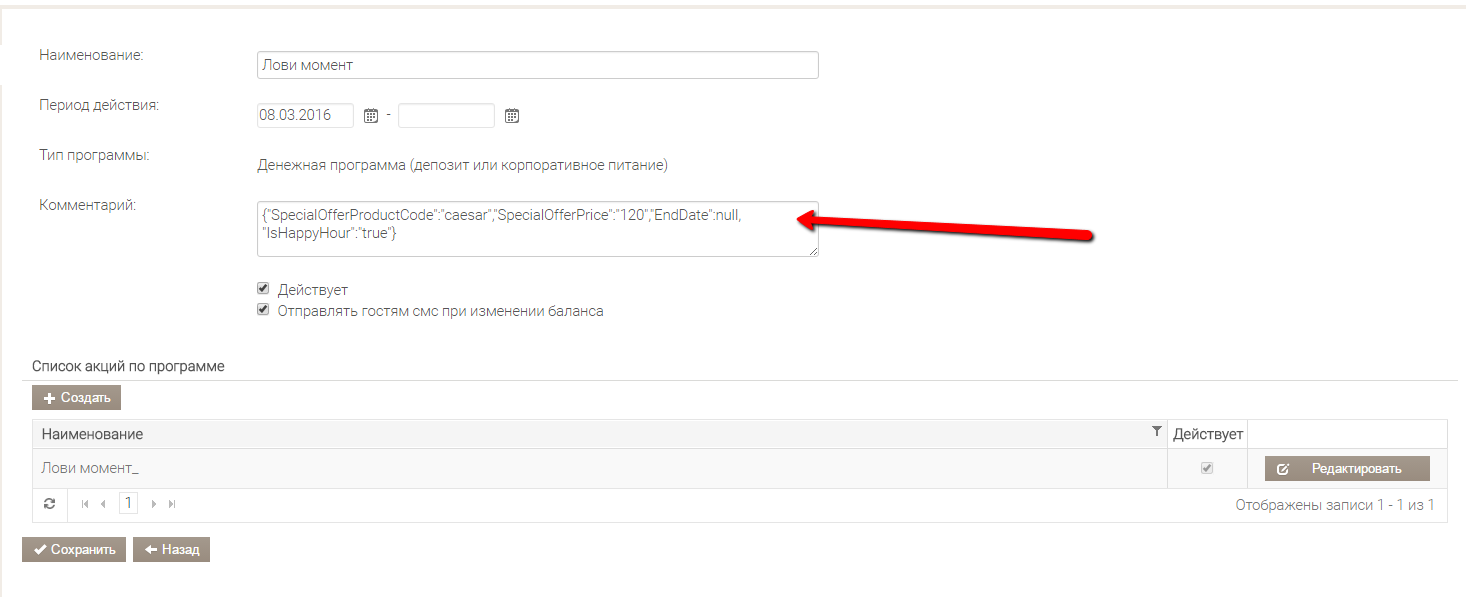 Наименование:
Лови момент
Период действия:
08.03.2016
-
Тип программы:
Денежная программа (депозит или корпоративное питание)
Комментарий:
{"SpecialOfferProductCode":"caesar","SpecialOfferPrice":"120","EndDate":null,
"IsHappyHour":"true"}
Действует
Отправлять гостям смс при изменении баланса
Список акций по программе
Создать
Наименование
Действует
Лови момент_
Редактировать
1
Отображены записи 1 - 1 из 1
Сохранить
Назад